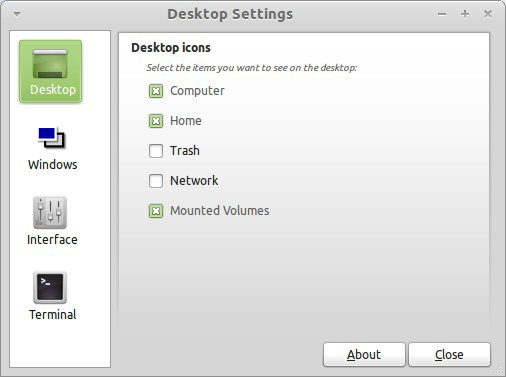 Desktop Settings
Desktop
Windows
Interface
>_
Terminal
Desktop icons
Select the items you want to see on the desktop:
Computer
Home
Trash
Network
Mounted Volumes
About
Close